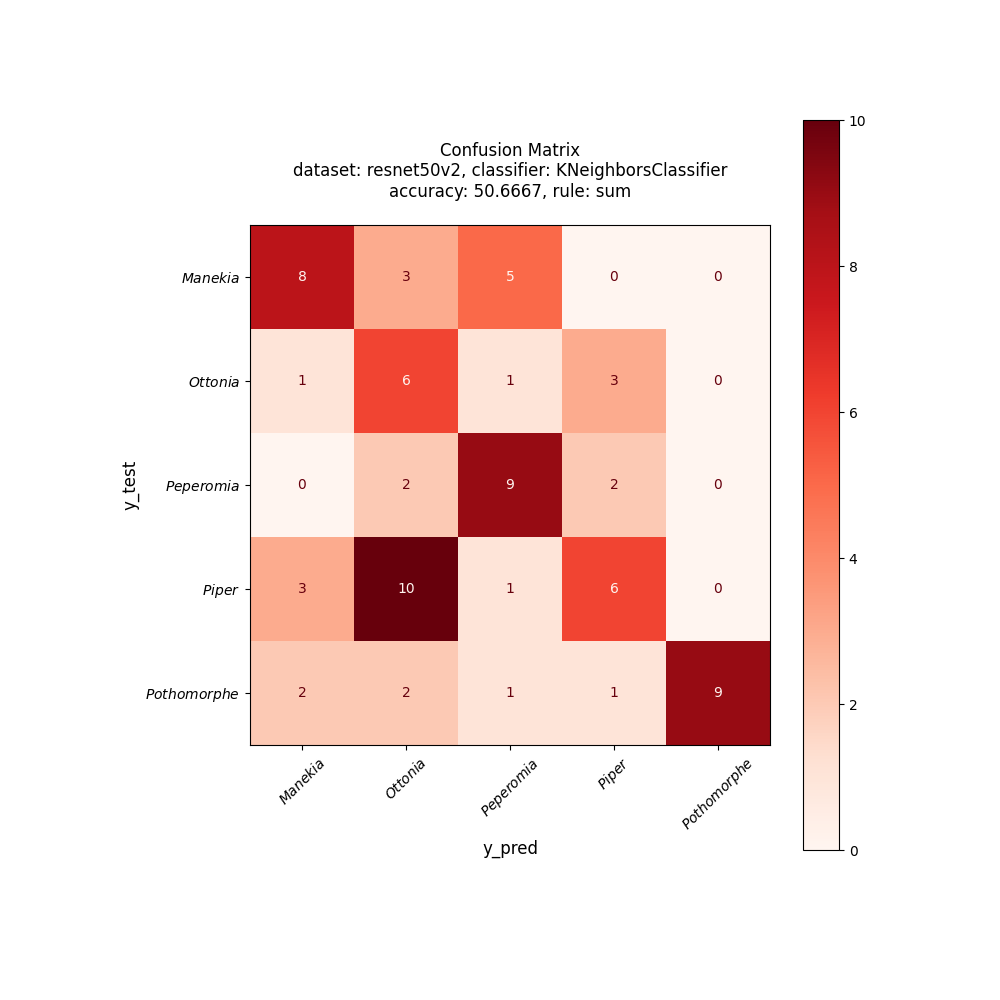 Confusion Matrix
dataset: resnet50v2, classifier: KNeighborsClassifier
accuracy: 50.6667, rule: sum
Manekia 8 3 5 0 0
Ottonia 1 6 1 3 0
Peperomia 0 2 9 2 0
Piper 3 10 1 6 0
Pothomorphe 2 2 1 1 9
Manekia Ottonia Peperomia Piper Pothomorphe
y_test
y_pred
10
8
6
4
2
0